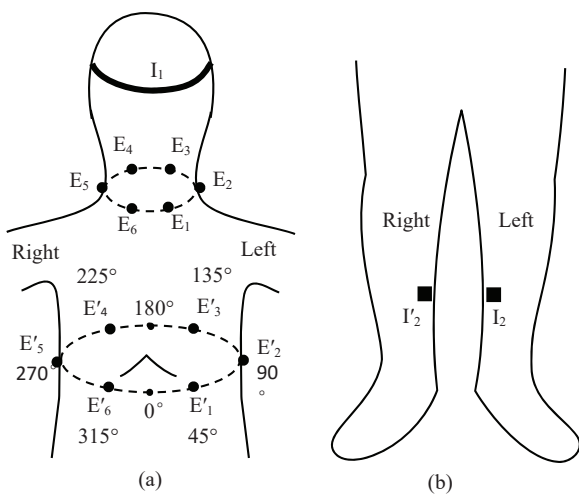 I₁
E₄ E₃
E₅ E₂
E₆ E₁
Right Left
225° 135°
E'₄ 180° E'₃
E'₅ E'₂
270° 90
°
E'₆ 0° E'₁
315° 45°
(a)
Right Left
I'₂ I₂
(b)